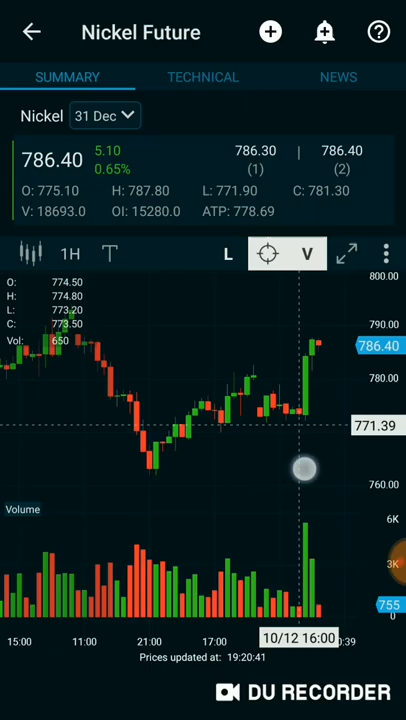 Nickel Future
SUMMARY TECHNICAL NEWS
Nickel 31 Dec
786.40 5.10 0.65% 786.30 | 786.40
(1) (2)
O: 775.10 H: 787.80 L: 771.90 C: 781.30
V: 18693.0 OI: 15280.0 ATP: 778.69
1H T L V
O: 774.50
H: 774.80
L: 773.20
C: 773.50
Vol: 650
800.00
790.00
786.40
780.00
771.39
760.00
Volume
6K
3K
755
0
15:00 11:00 21:00 17:00 10/12 16:00 0:39
Prices updated at: 19:20:41
DU RECORDER